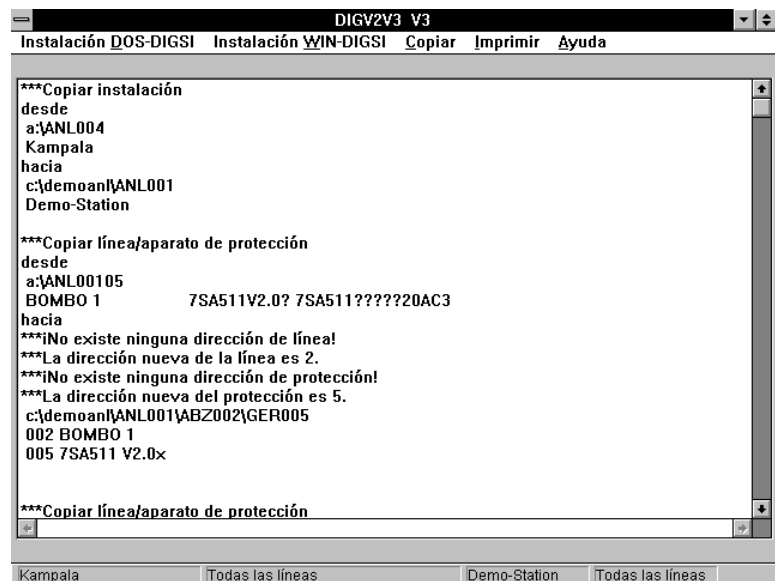 DIGV2V3 V3
Instalación DOS-DIGSI Instalación WIN-DIGSI Copiar Imprimir Ayuda
***Copiar instalación
desde
a:\ANL004
Kampala
hacia
c:\demoanl\ANL001
Demo-Station
***Copiar línea/aparato de protección
desde
a:\ANL00105
BOMBO 1 7SA511V2.0? 7SA511?????20AC3
hacia
***¡No existe ninguna dirección de línea!
***La dirección nueva de la línea es 2.
***¡No existe ninguna dirección de protección!
***La dirección nueva del protección es 5.
c:\demoanl\ANL001\ABZ002\GER005
002 BOMBO 1
005 7SA511 V2.0x
***Copiar línea/aparato de protección
Kampala Todas las líneas Demo-Station Todas las líneas